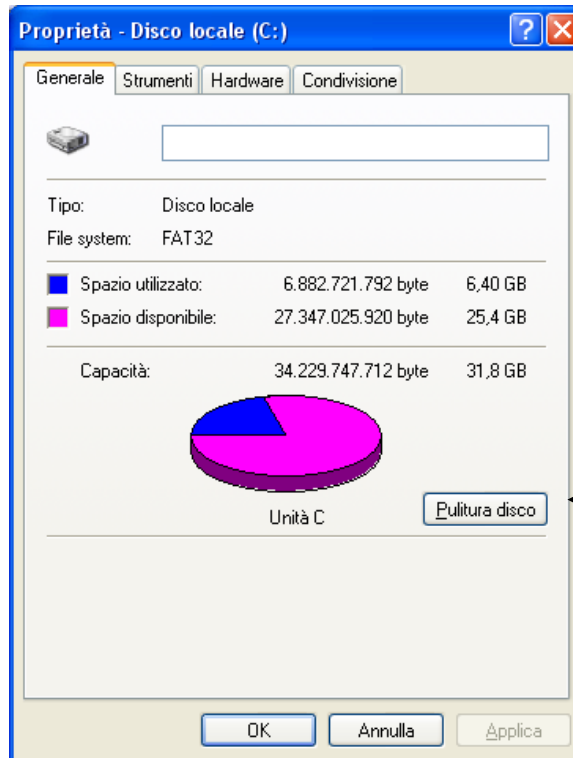 Proprietà - Disco locale (C:)
Generale Strumenti Hardware Condivisione
Tipo: Disco locale
File system: FAT32
Spazio utilizzato: 6.882.721.792 byte 6,40 GB
Spazio disponibile: 27.347.025.920 byte 25,4 GB
Capacità: 34.229.747.712 byte 31,8 GB
Unità C
Pulitura disco
OK Annulla Applica